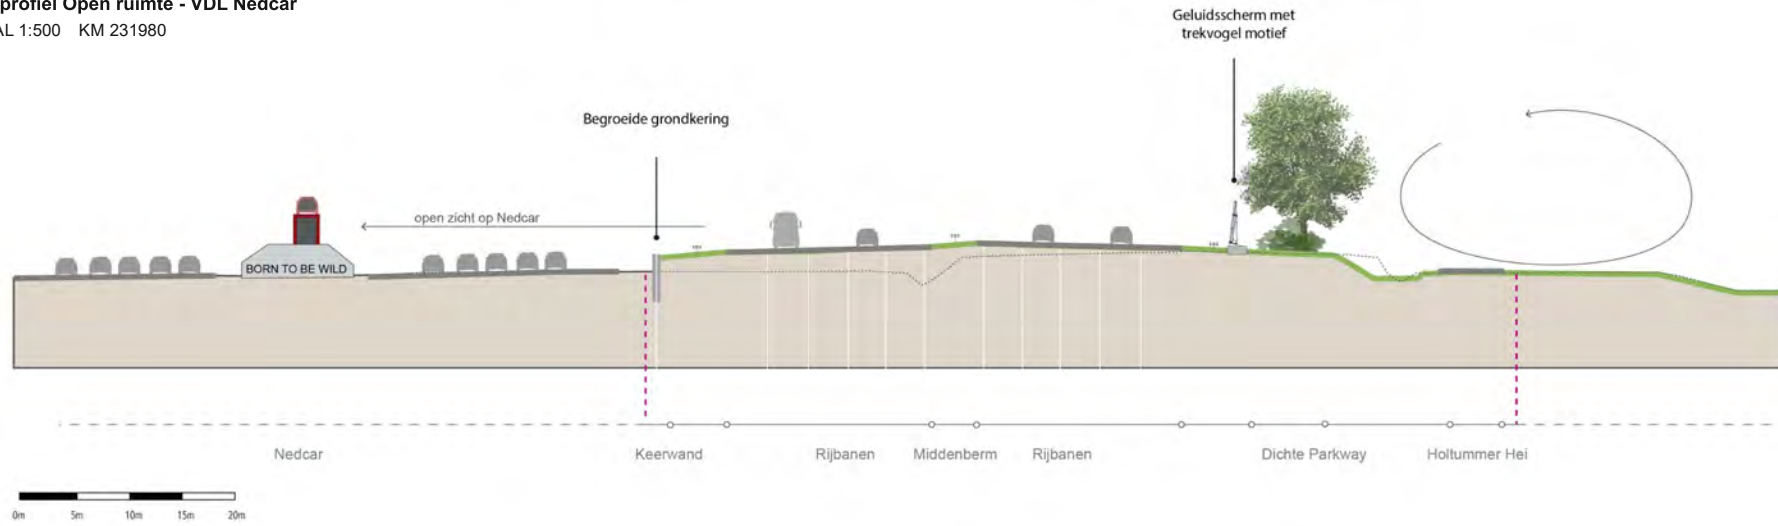 profiel Open ruimte - VDL Nedcar
AL 1:500 KM 231980
Geluidsscherm met
trekvogel motief
Begroeide grondkering
open zicht op Nedcar
BORN TO BE WILD
Nedcar
Keerwand
Rijbanen
Middenberm
Rijbanen
Dichte Parkway
Holtummer Hei
0m 5m 10m 15m 20m